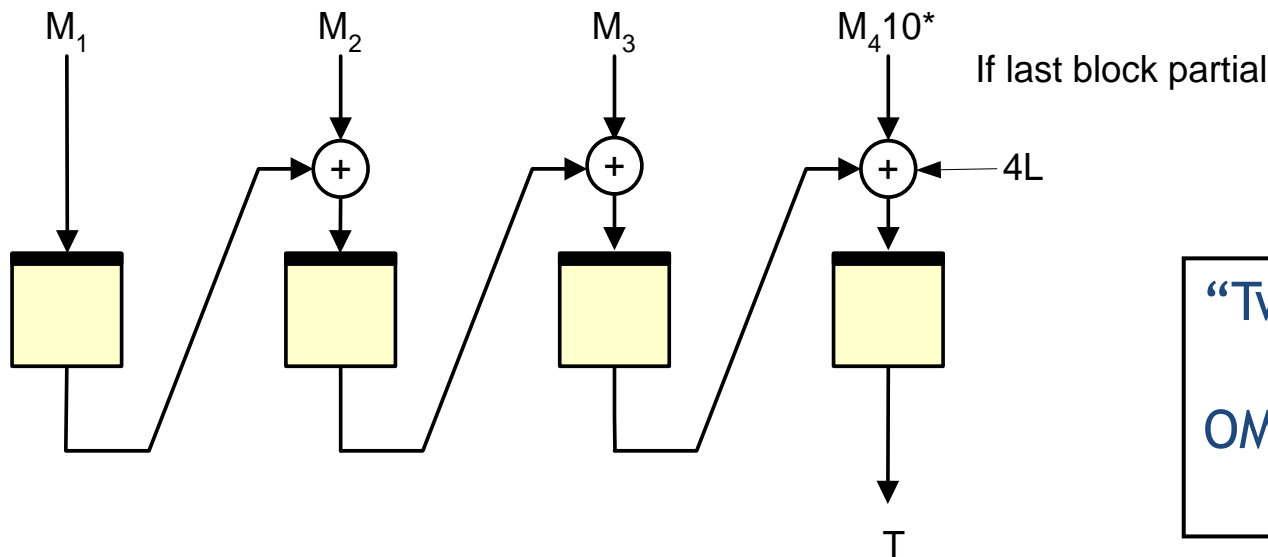 M₁ M₂ M₃ M₄10*
If last block partial
+ + +
4L
T